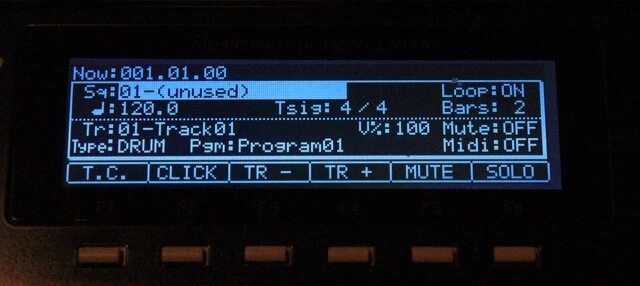 Now:001.01.00
Sq:01-(unused) Loop:ON
♩:120.0 Tsig: 4 / 4 Bars: 2
Tr:01-Track01 V%:100 Mute:OFF
Type:DRUM Pgm:Program01 Midi:OFF
T.C. CLICK TR - TR + MUTE SOLO